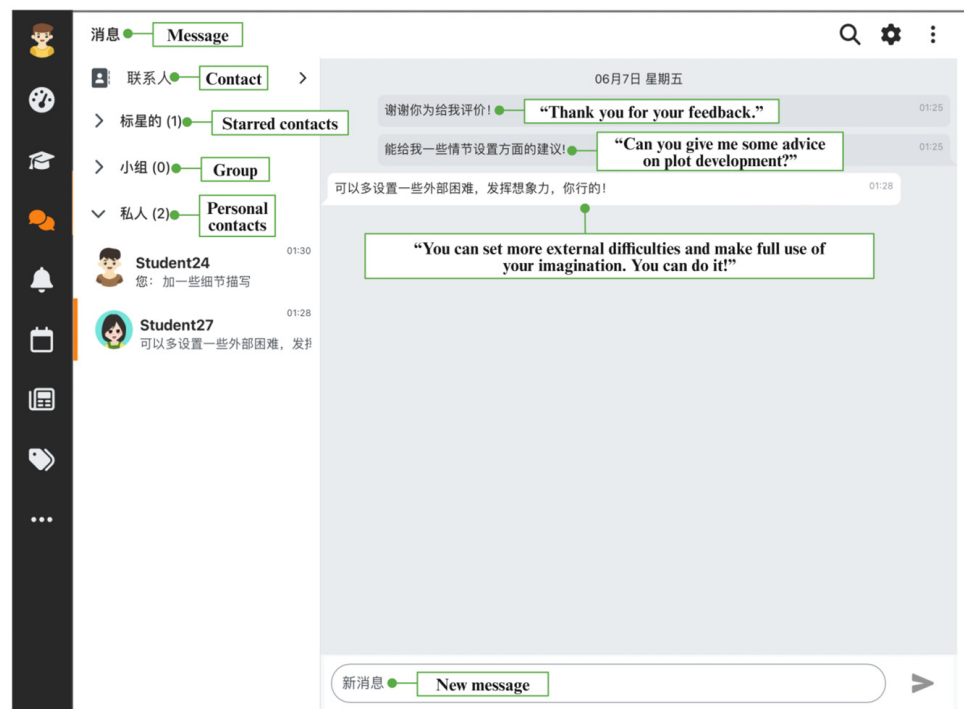 消息
Message
联系人
Contact
标星的 (1)
Starred contacts
小组 (0)
Group
私人 (2)
Personal
contacts
01:30
Student24
您: 加一些细节描写
01:28
Student27
可以多设置一些外部困难，发挥
06月7日 星期五
谢谢你为给我评价!
“Thank you for your feedback.”
01:25
能给我一些情节设置方面的建议!
“Can you give me some advice
on plot development?”
01:25
可以多设置一些外部困难，发挥想象力，你行的!
01:28
“You can set more external difficulties and make full use of
your imagination. You can do it!”
新消息
New message